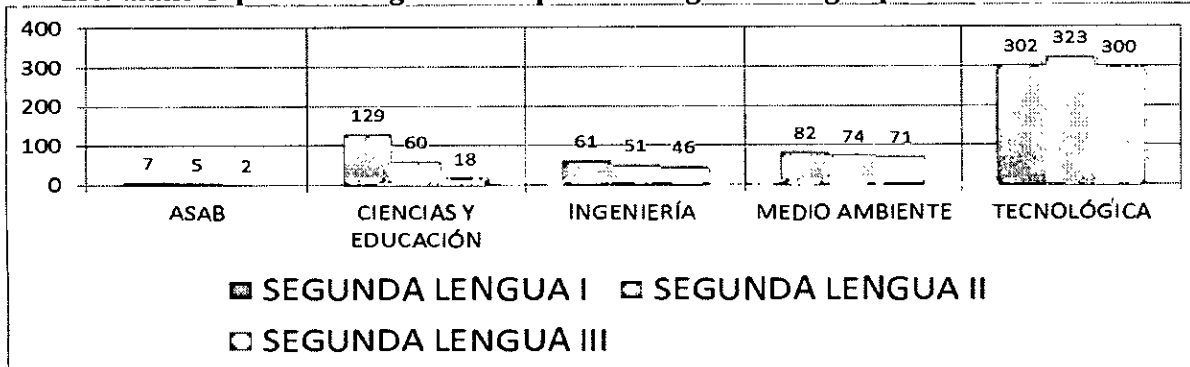 400
302 323 300
300
200
129
100
60
61 51 46
82 74 71
7 5 2
18
0
ASAB
CIENCIAS Y
EDUCACIÓN
INGENIERÍA
MEDIO AMBIENTE
TECNOLÓGICA
SEGUNDA LENGUA I SEGUNDA LENGUA II
SEGUNDA LENGUA III